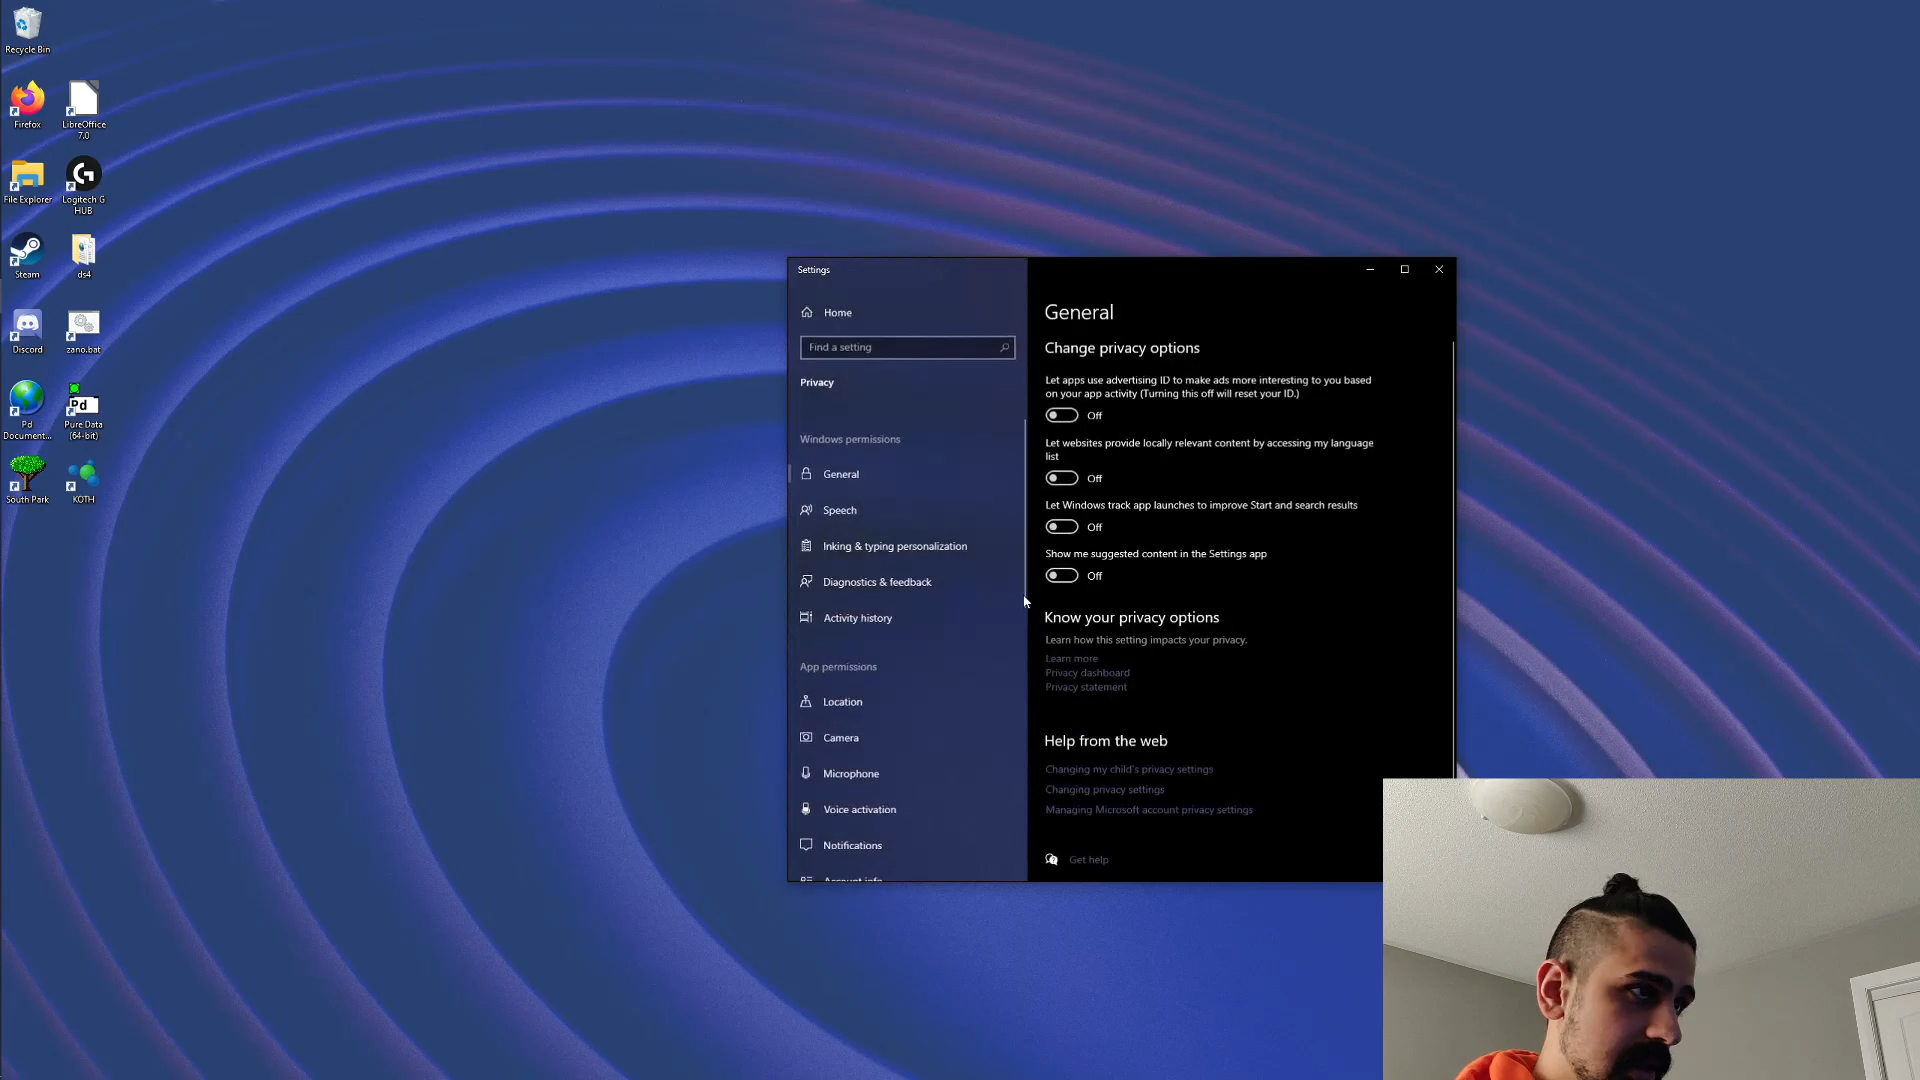 Recycle Bin
Firefox
LibreOffice
7.0
File Explorer
Logitech G
HUB
Steam
ds4
Discord
zano.bat
Pd
Document...
Pd
Pure Data
(64-bit)
South Park
KOTH
Settings
Home
Find a setting
Privacy
Windows permissions
General
Speech
Inking & typing personalization
Diagnostics & feedback
Activity history
App permissions
Location
Camera
Microphone
Voice activation
Notifications
Account info
General
Change privacy options
Let apps use advertising ID to make ads more interesting to you based
on your app activity (Turning this off will reset your ID.)
Off
Let websites provide locally relevant content by accessing my language
list
Off
Let Windows track app launches to improve Start and search results
Off
Show me suggested content in the Settings app
Off
Know your privacy options
Learn how this setting impacts your privacy.
Learn more
Privacy dashboard
Privacy statement
Help from the web
Changing my child's privacy settings
Changing privacy settings
Managing Microsoft account privacy settings
Get help